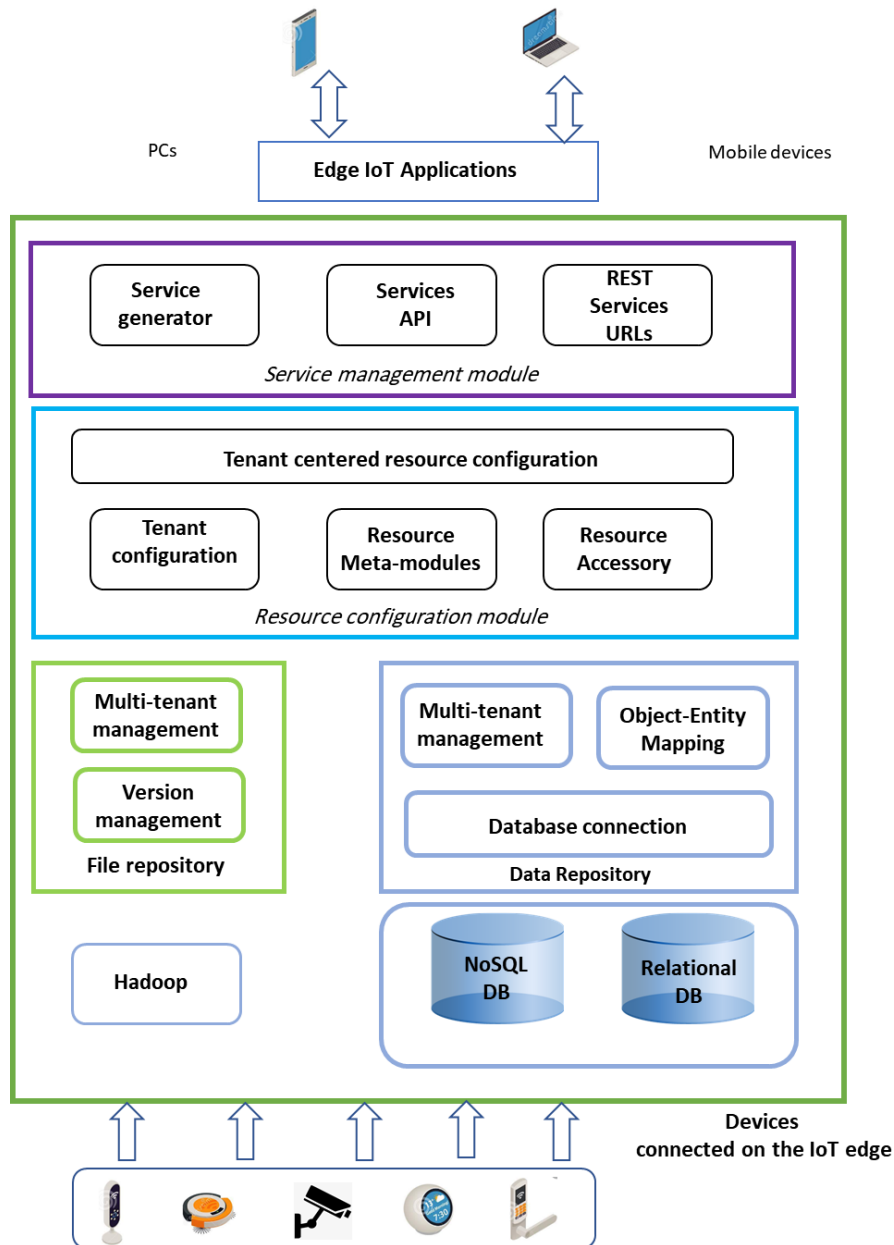 PCs
Mobile devices
Edge IoT Applications
Service
generator
Services
API
REST
Services
URLs
Service management module
Tenant centered resource configuration
Tenant
configuration
Resource
Meta-modules
Resource
Accessory
Resource configuration module
Multi-tenant
management
Version
management
File repository
Multi-tenant
management
Object-Entity
Mapping
Database connection
Data Repository
Hadoop
NoSQL
DB
Relational
DB
Devices
connected on the IoT edge
7:30